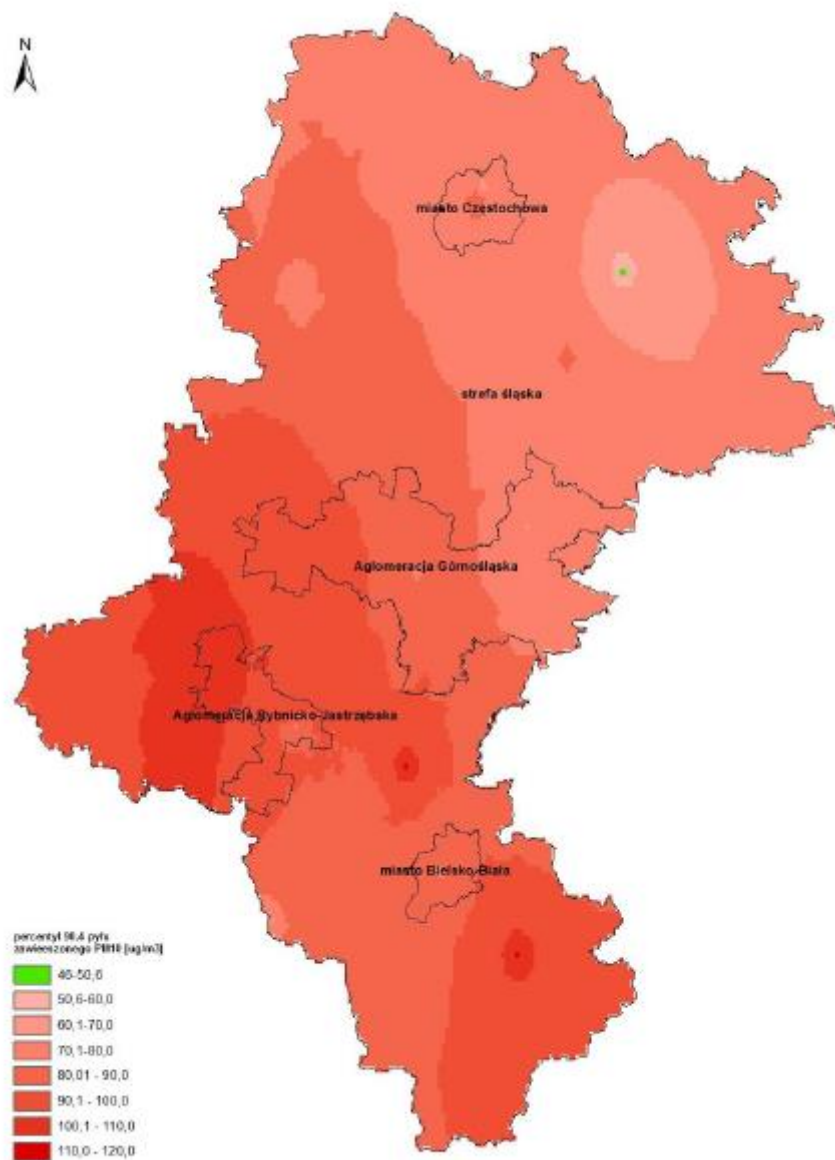 N
miasto Częstochowa
strefa śląska
Aglomeracja Górnośląska
Aglomeracja Rybnicko-Jastrzębska
miasto Bielsko-Biała
percentyl 90,4 pyłu
zawieszonego PM10 [ug/m3]
46-50,6
50,6-60,0
60,1-70,0
70,1-80,0
80,01 - 90,0
90,1 - 100,0
100,1 - 110,0
110,0 - 120,0